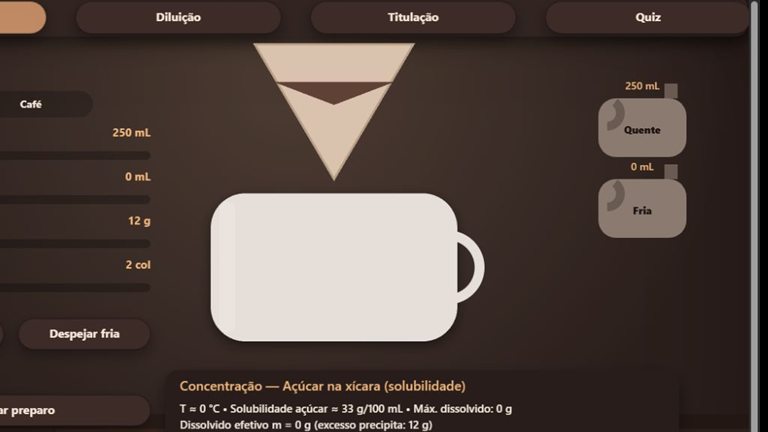 Diluição
Titulação
Quiz
Café
250 mL
0 mL
12 g
2 col
Despejar fria
ar preparo
250 mL
Quente
0 mL
Fria
Concentração — Açúcar na xícara (solubilidade)
T ≈ 0 °C • Solubilidade açúcar ≈ 33 g/100 mL • Máx. dissolvido: 0 g
Dissolvido efetivo m = 0 g (excesso precipita: 12 g)